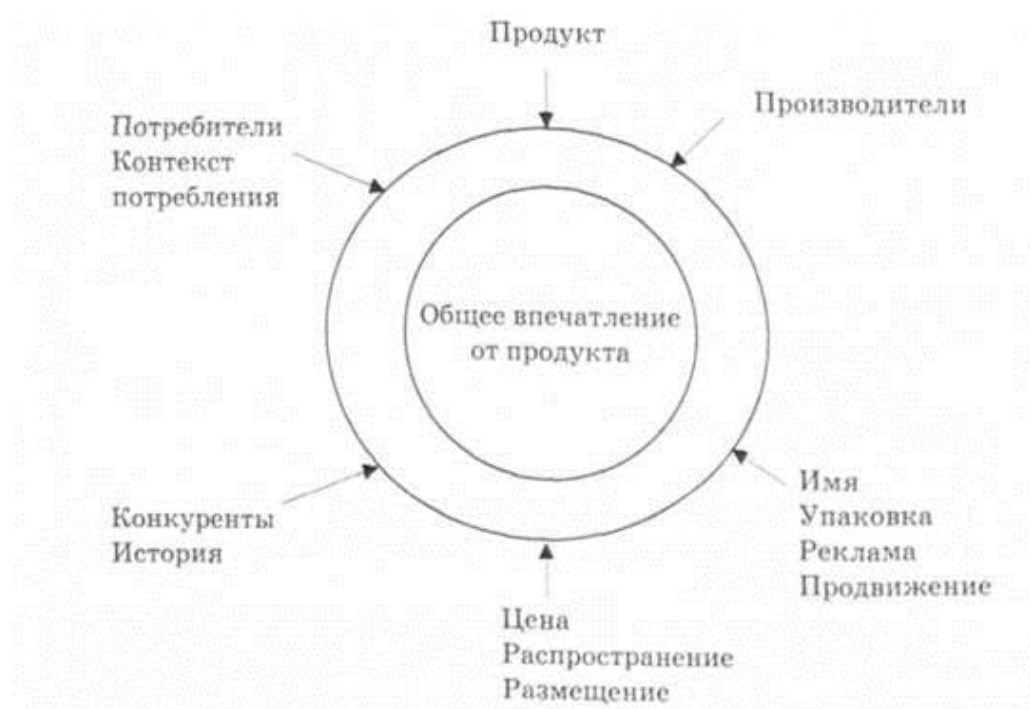 Продукт
Производители
Потребители
Контекст
потребления
Общее впечатление
от продукта
Конкуренты
История
Имя
Упаковка
Реклама
Продвижение
Цена
Распространение
Размещение